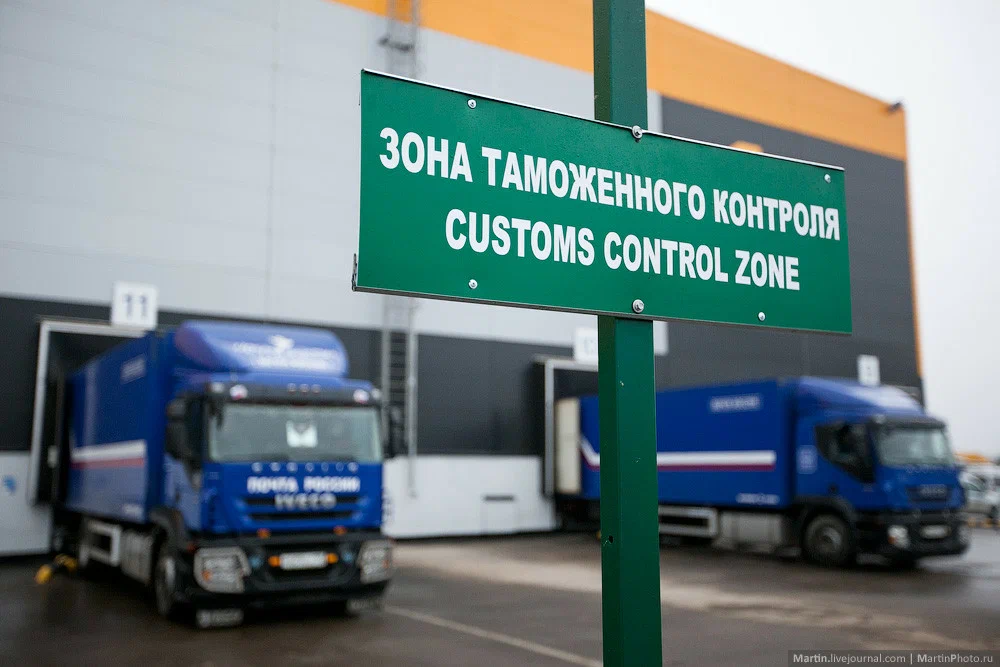 ЗОНА ТАМОЖЕННОГО КОНТРОЛЯ
CUSTOMS CONTROL ZONE
11
ПОЧТА РОССИИ
IVECO
Martin.livejournal.com | MartinPhoto.ru